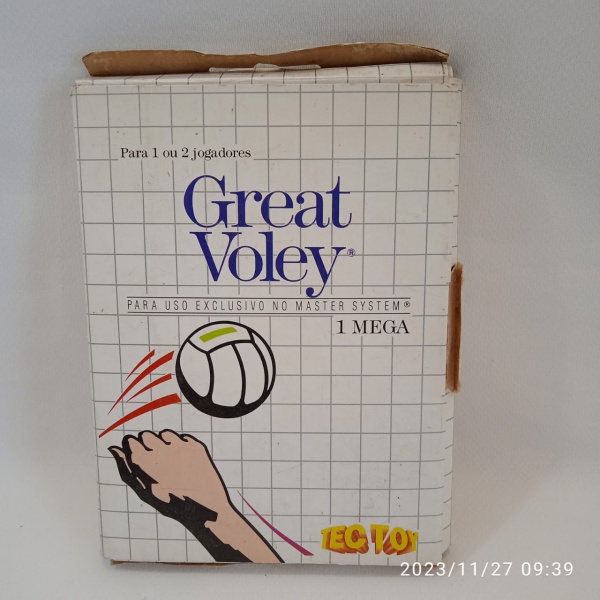 Para 1 ou 2 jogadores
Great
Voley®
PARA USO EXCLUSIVO NO MASTER SYSTEM®
1 MEGA
TEC TOY
2023/11/27 09:39